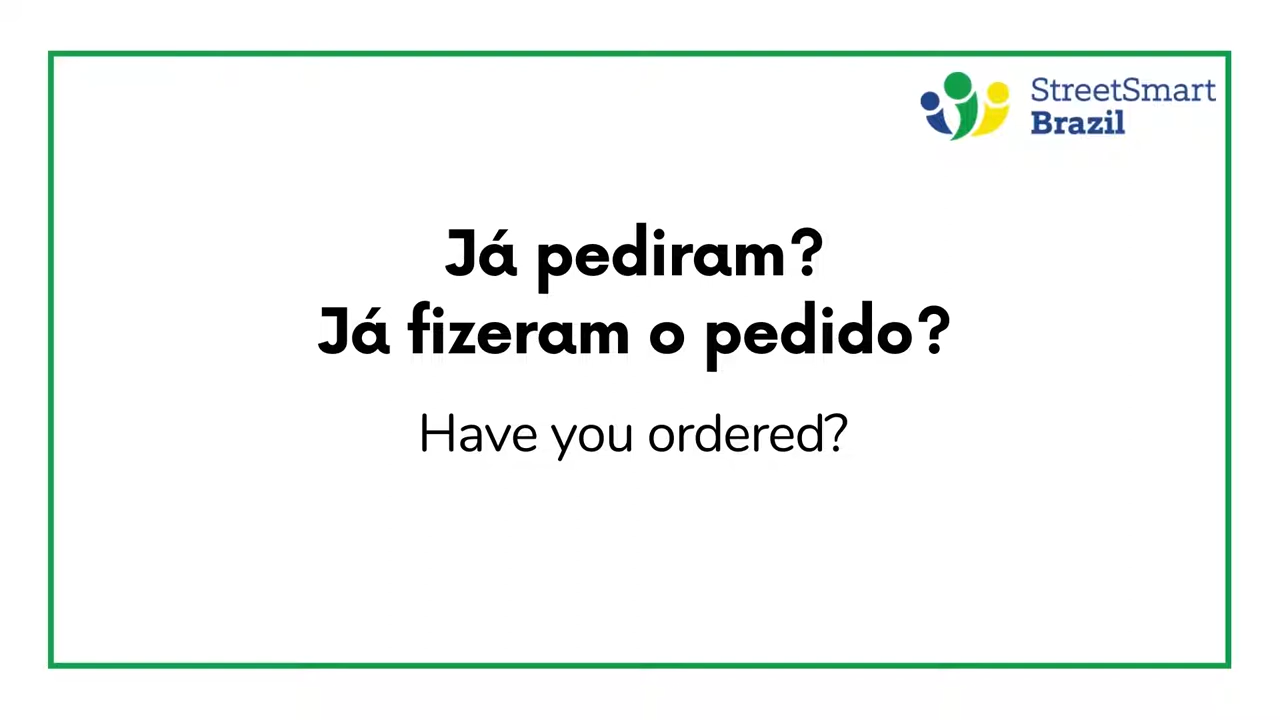 StreetSmart
Brazil
Já pediram?
Já fizeram o pedido?
Have you ordered?